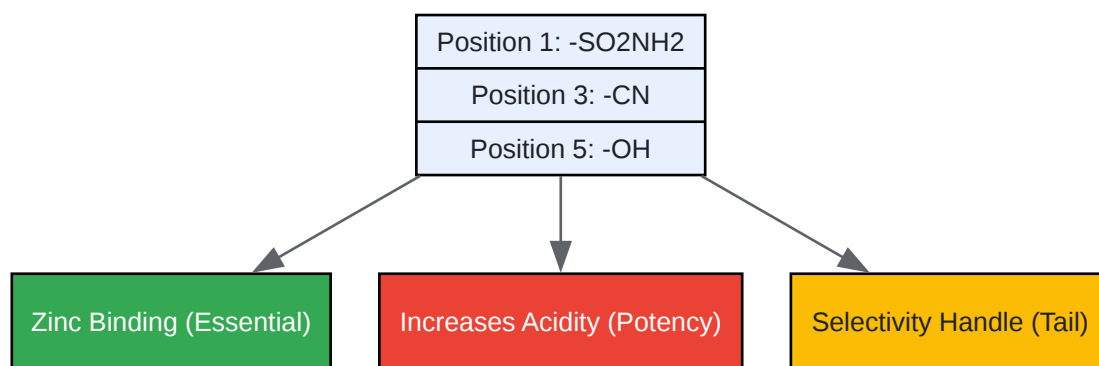 Position 1: -SO2NH2
Position 3: -CN
Position 5: -OH
Zinc Binding (Essential)
Increases Acidity (Potency)
Selectivity Handle (Tail)